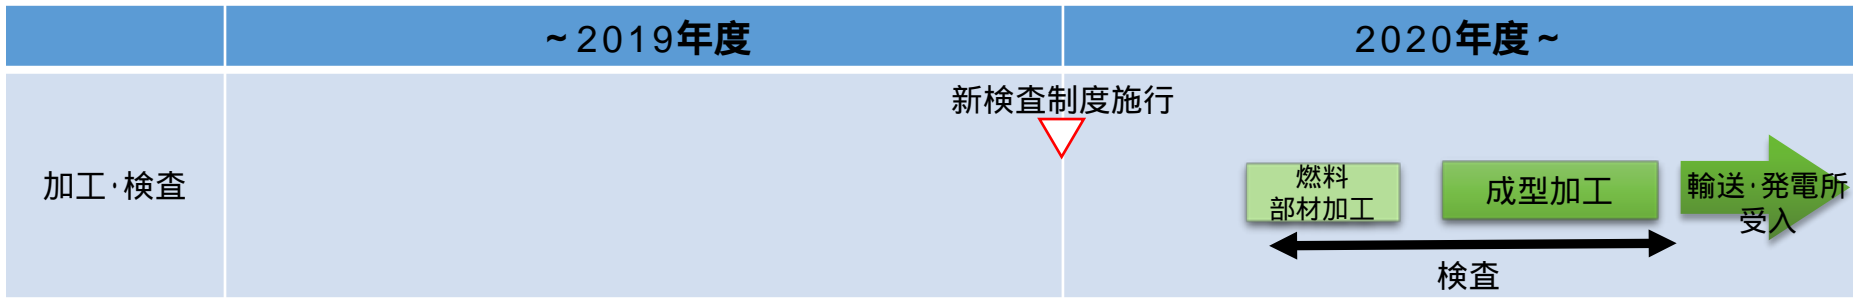 ~2019年度
2020年度~
新検査制度施行
加工･検査
燃料
部材加工
成型加工
輸送･発電所
受入
検査